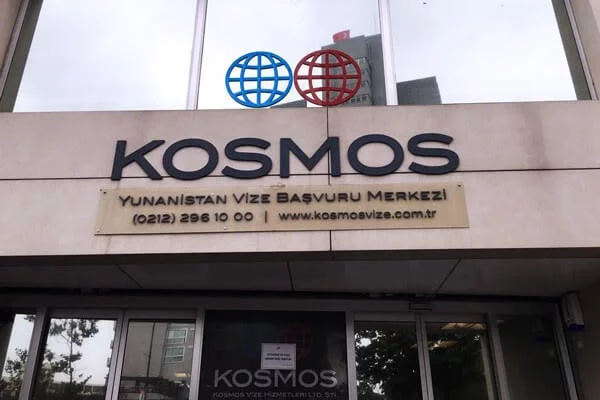 KOSMOS
YUNANİSTAN VİZE BAŞVURU MERKEZİ
(0212) 296 10 00 | www.kosmosvize.com.tr
KOSMOS
KOSMOS VİZE HİZMETLERİ LTD. ŞTİ.